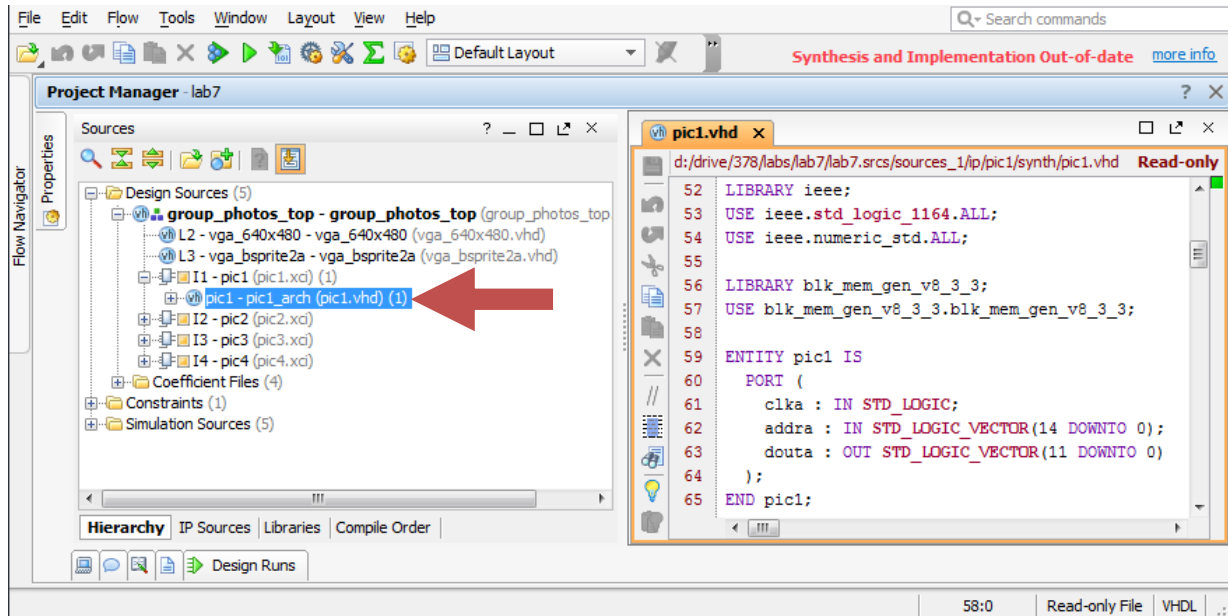 File Edit Flow Tools Window Layout View Help
Search commands
Default Layout
Synthesis and Implementation Out-of-date more info
Project Manager - lab7
Flow Navigator
Properties
Sources
Design Sources (5)
group_photos_top - group_photos_top (group_photos_top
L2 - vga_640x480 - vga_640x480 (vga_640x480.vhd)
L3 - vga_bsprite2a - vga_bsprite2a (vga_bsprite2a.vhd)
I1 - pic1 (pic1.xci) (1)
pic1 - pic1_arch (pic1.vhd) (1)
I2 - pic2 (pic2.xci)
I3 - pic3 (pic3.xci)
I4 - pic4 (pic4.xci)
Coefficient Files (4)
Constraints (1)
Simulation Sources (5)
Hierarchy IP Sources Libraries Compile Order
Design Runs
pic1.vhd
d:/drive/378/labs/lab7/lab7.srcs/sources_1/ip/pic1/synth/pic1.vhd Read-only
52 LIBRARY ieee;
53 USE ieee.std_logic_1164.ALL;
54 USE ieee.numeric_std.ALL;
55
56 LIBRARY blk_mem_gen_v8_3_3;
57 USE blk_mem_gen_v8_3_3.blk_mem_gen_v8_3_3;
58
59 ENTITY pic1 IS
60 PORT (
61 clka : IN STD_LOGIC;
62 addra : IN STD_LOGIC_VECTOR(14 DOWNTO 0);
63 douta : OUT STD_LOGIC_VECTOR(11 DOWNTO 0)
64 );
65 END pic1;
58:0 Read-only File VHDL